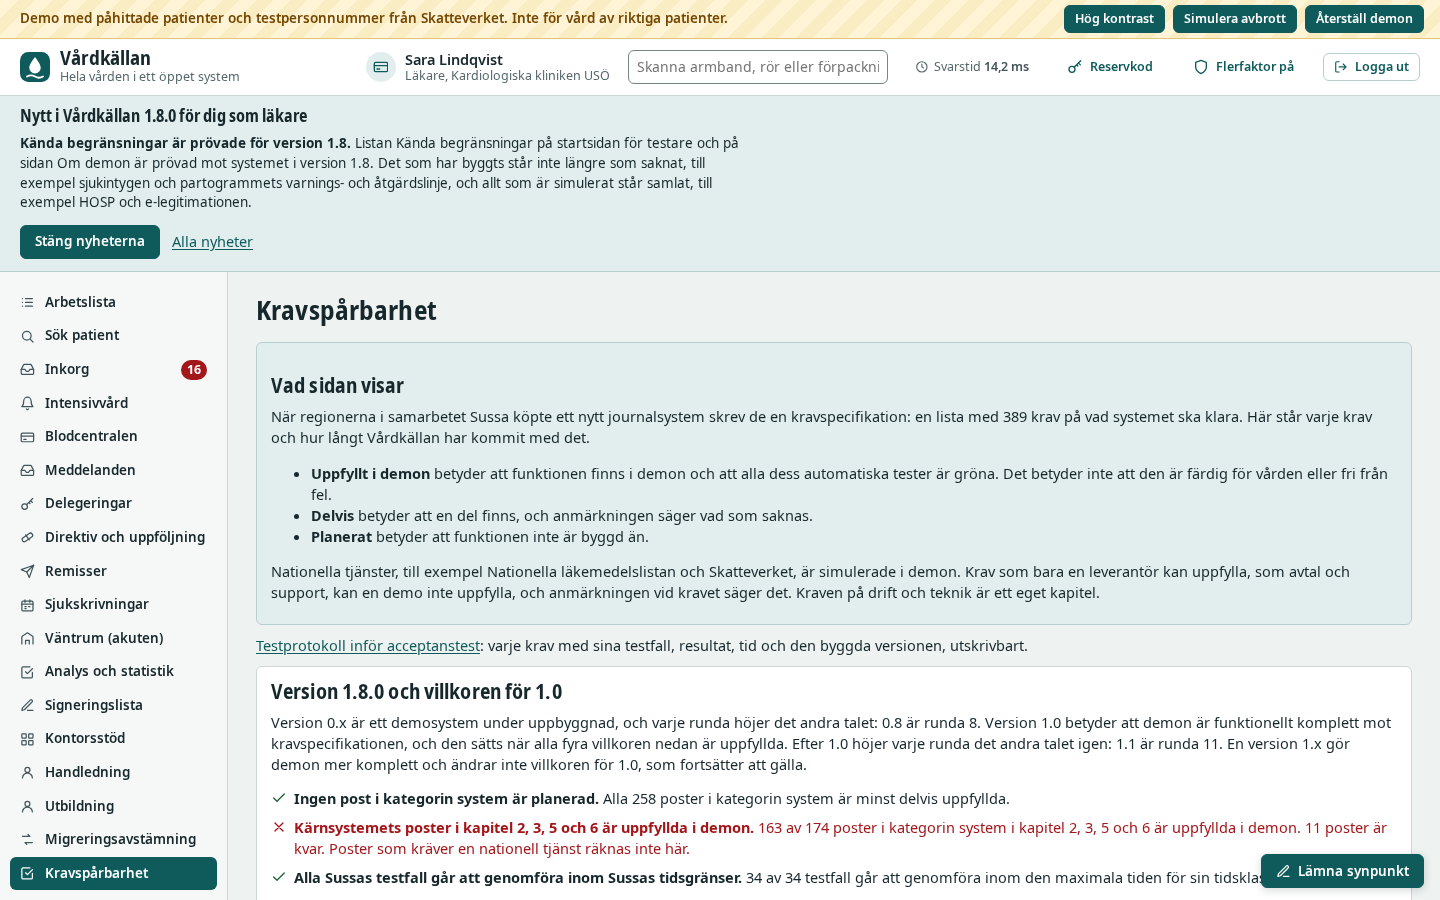 Demo med påhittade patienter och testpersonnummer från Skatteverket. Inte för vård av riktiga patienter.
Hög kontrast
Simulera avbrott
Återställ demon
Vårdkällan
Hela vården i ett öppet system
Sara Lindqvist
Läkare, Kardiologiska kliniken USÖ
Skanna armband, rör eller förpackni
Svarstid 14,2 ms
Reservkod
Flerfaktor på
Logga ut
Nytt i Vårdkällan 1.8.0 för dig som läkare
Kända begränsningar är prövade för version 1.8. Listan Kända begränsningar på startsidan för testare och på
sidan Om demon är prövad mot systemet i version 1.8. Det som har byggts står inte längre som saknat, till
exempel sjukintygen och partogrammets varnings- och åtgärdslinje, och allt som är simulerat står samlat, till
exempel HOSP och e-legitimationen.
Stäng nyheterna
Alla nyheter
Arbetslista
Sök patient
Inkorg
16
Intensivvård
Blodcentralen
Meddelanden
Delegeringar
Direktiv och uppföljning
Remisser
Sjukskrivningar
Väntrum (akuten)
Analys och statistik
Signeringslista
Kontorsstöd
Handledning
Utbildning
Migreringsavstämning
Kravspårbarhet
Kravspårbarhet
Vad sidan visar
När regionerna i samarbetet Sussa köpte ett nytt journalsystem skrev de en kravspecifikation: en lista med 389 krav på vad systemet ska klara. Här står varje krav
och hur långt Vårdkällan har kommit med det.
Uppfyllt i demon betyder att funktionen finns i demon och att alla dess automatiska tester är gröna. Det betyder inte att den är färdig för vården eller fri från
fel.
Delvis betyder att en del finns, och anmärkningen säger vad som saknas.
Planerat betyder att funktionen inte är byggd än.
Nationella tjänster, till exempel Nationella läkemedelslistan och Skatteverket, är simulerade i demon. Krav som bara en leverantör kan uppfylla, som avtal och
support, kan en demo inte uppfylla, och anmärkningen vid kravet säger det. Kraven på drift och teknik är ett eget kapitel.
Testprotokoll inför acceptanstest: varje krav med sina testfall, resultat, tid och den byggda versionen, utskrivbart.
Version 1.8.0 och villkoren för 1.0
Version 0.x är ett demosystem under uppbyggnad, och varje runda höjer det andra talet: 0.8 är runda 8. Version 1.0 betyder att demon är funktionellt komplett mot
kravspecifikationen, och den sätts när alla fyra villkoren nedan är uppfyllda. Efter 1.0 höjer varje runda det andra talet igen: 1.1 är runda 11. En version 1.x gör
demon mer komplett och ändrar inte villkoren för 1.0, som fortsätter att gälla.
Ingen post i kategorin system är planerad. Alla 258 poster i kategorin system är minst delvis uppfyllda.
Kärnsystemets poster i kapitel 2, 3, 5 och 6 är uppfyllda i demon. 163 av 174 poster i kategorin system i kapitel 2, 3, 5 och 6 är uppfyllda i demon. 11 poster är
kvar. Poster som kräver en nationell tjänst räknas inte här.
Alla Sussas testfall går att genomföra inom Sussas tidsgränser. 34 av 34 testfall går att genomföra inom den maximala tiden för sin
Lämna synpunkt